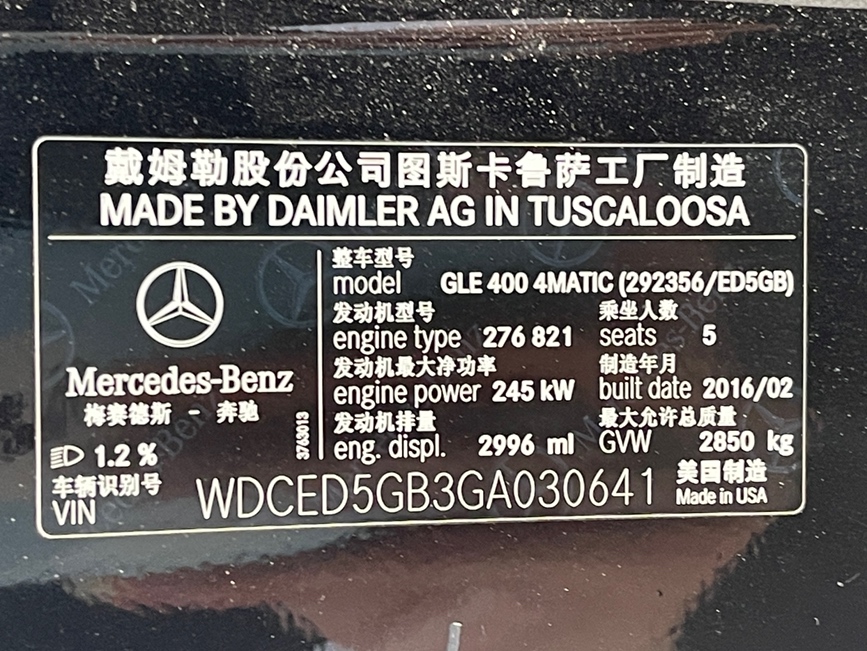 戴姆勒股份公司图斯卡鲁萨工厂制造
MADE BY DAIMLER AG IN TUSCALOOSA
整车型号
model GLE 400 4MATIC (292356/ED5GB)
发动机型号 乘坐人数
engine type 276 821 seats 5
发动机最大净功率 制造年月
engine power 245 kW built date 2016/02
发动机排量 最大允许总质量
eng. displ. 2996 ml GVW 2850 kg
Mercedes-Benz
梅赛德斯 - 奔驰
3763013
1.2 %
车辆识别号
VIN WDCED5GB3GA030641
美国制造
Made in USA